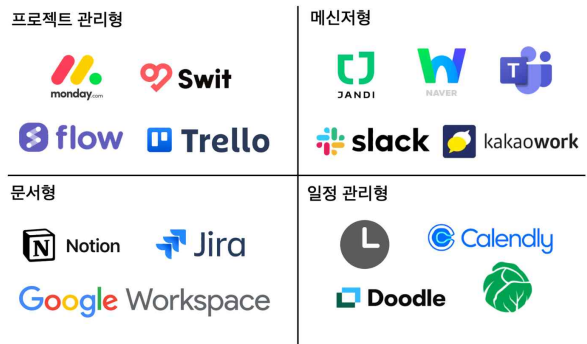 프로젝트 관리형
monday.com
Swit
flow
Trello
메신저형
JANDI
NAVER
T
slack
kakaowork
문서형
N Notion
Jira
Google Workspace
일정 관리형
Calendly
Doodle